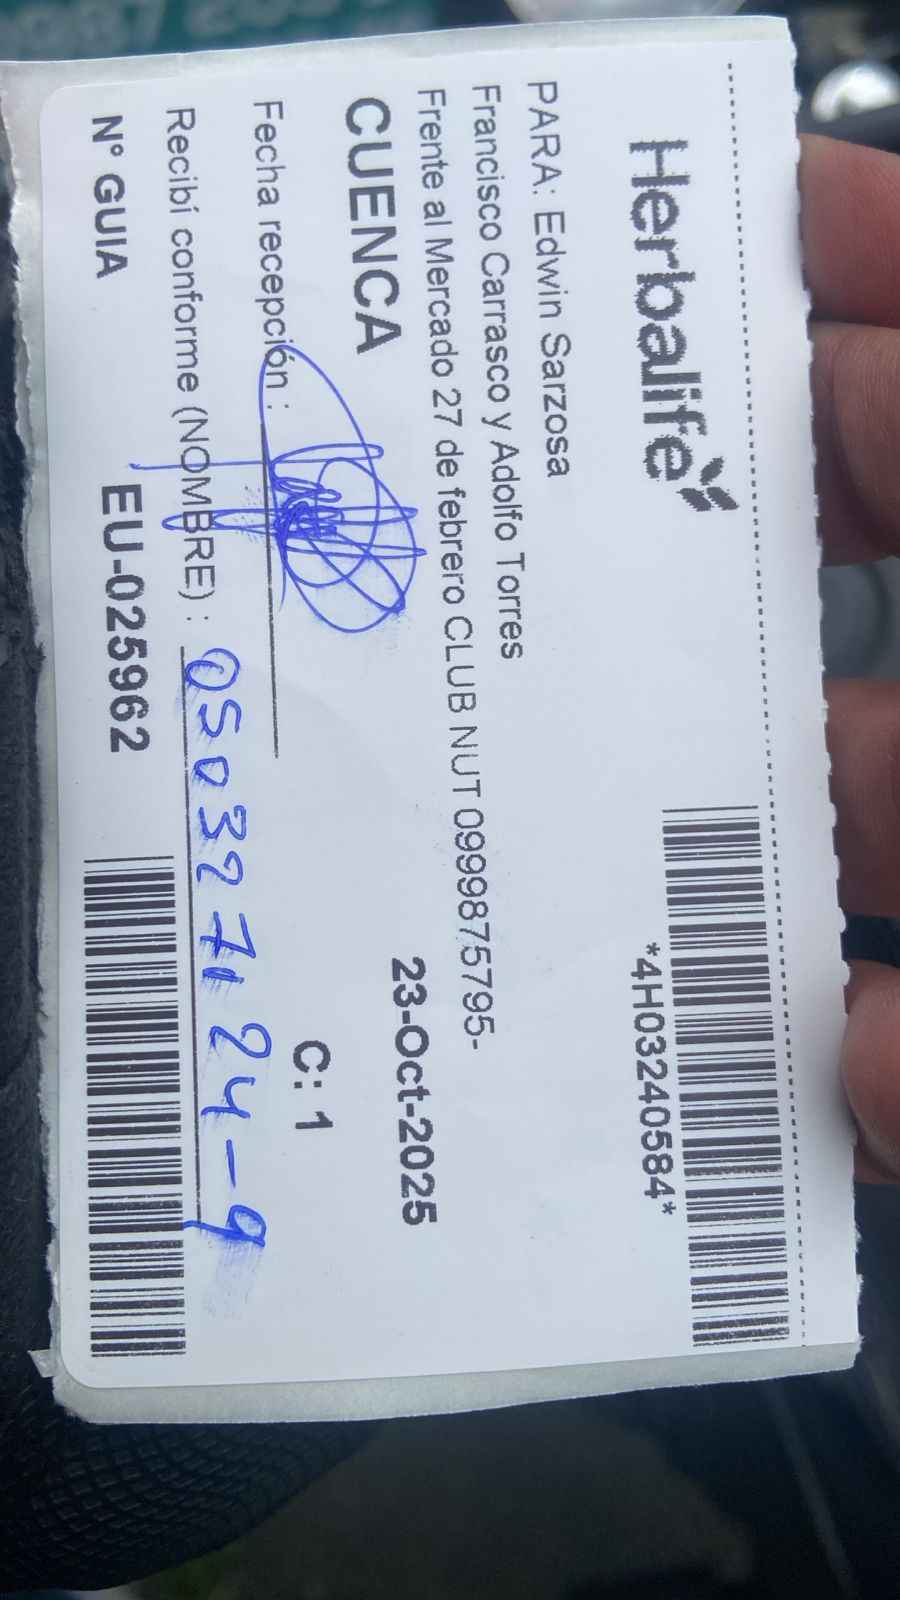 Herbalife
*4H03240584*
PARA: Edwin Sarzosa
Francisco Carrasco y Adolfo Torres
Frente al Mercado 27 de febrero CLUB NUT 0999875795-
CUENCA
23-Oct-2025
Fecha recepción :
C: 1
Recibí conforme (NOMBRE) : 050327124-9
N° GUIA EU-025962